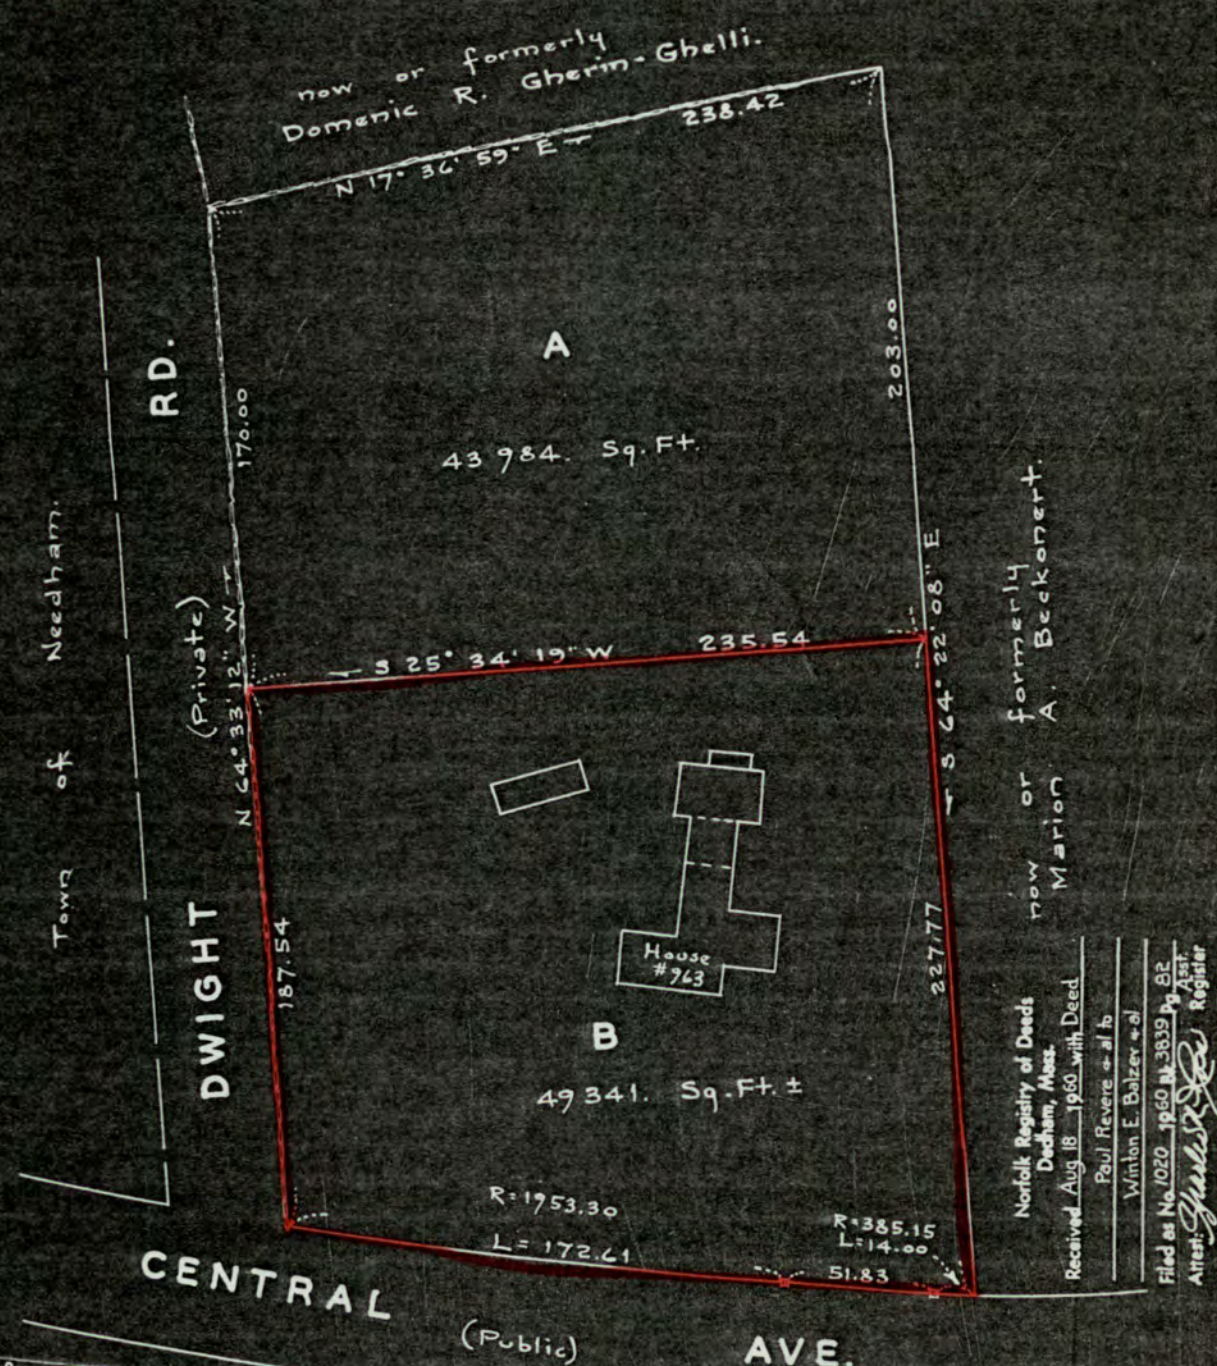 now or formerly
Domenic R. Gherin-Ghelli.
N 17° 36' 59" E
238.42
RD.
170.00
A
43 984. Sq. Ft.
203.00
Town of Needham.
(Private)
N 64° 33' 12" W
S 25° 34' 19" W 235.54
S 64° 22' 08" E
now or formerly
Marion A. Beckonert.
DWIGHT
187.54
House
#963
227.77
B
49 341. Sq. Ft. ±
R=1953.30
L= 172.61
R=385.15
L=14.00
51.83
CENTRAL
(Public)
AVE.
Norfolk Registry of Deeds
Dedham, Mass.
Received Aug 18 1960 with Deed
Paul Revere et al to
Winton E. Balzer et al
Filed as No. 1020 1960 Bk. 3839 Pg. 82
Attest:
Asst.
Register